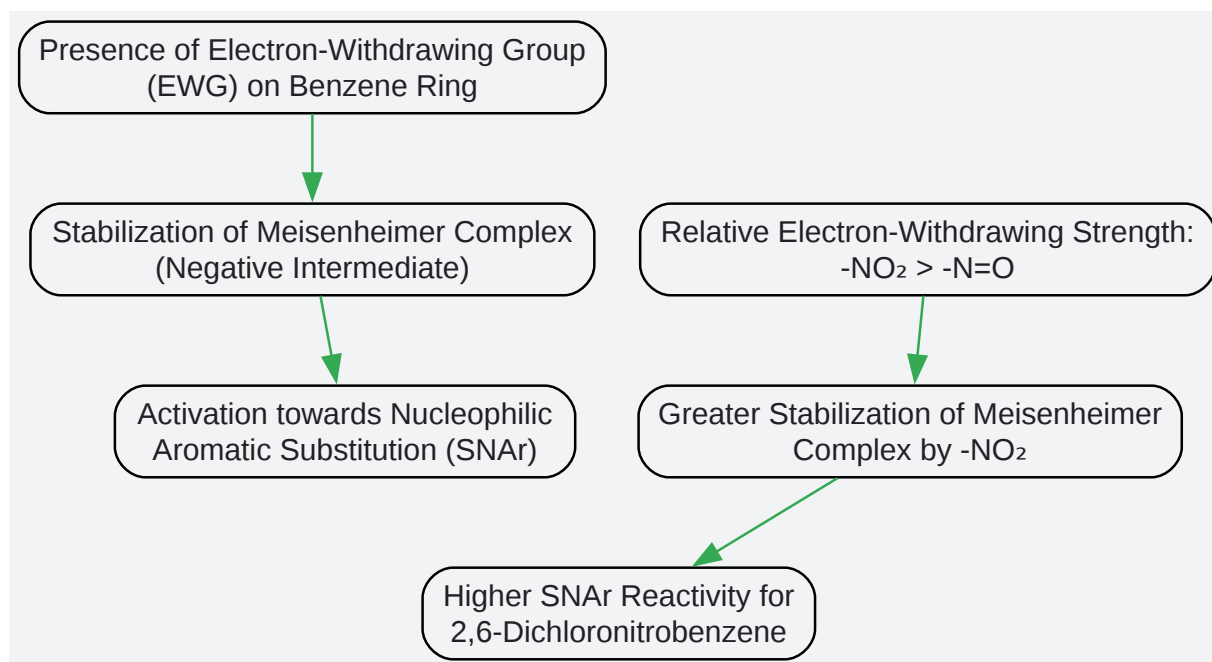 Presence of Electron-Withdrawing Group
(EWG) on Benzene Ring
Stabilization of Meisenheimer Complex
(Negative Intermediate)
Relative Electron-Withdrawing Strength:
-NO₂ > -N=O
Activation towards Nucleophilic
Aromatic Substitution (SNAr)
Greater Stabilization of Meisenheimer
Complex by -NO₂
Higher SNAr Reactivity for
2,6-Dichloronitrobenzene